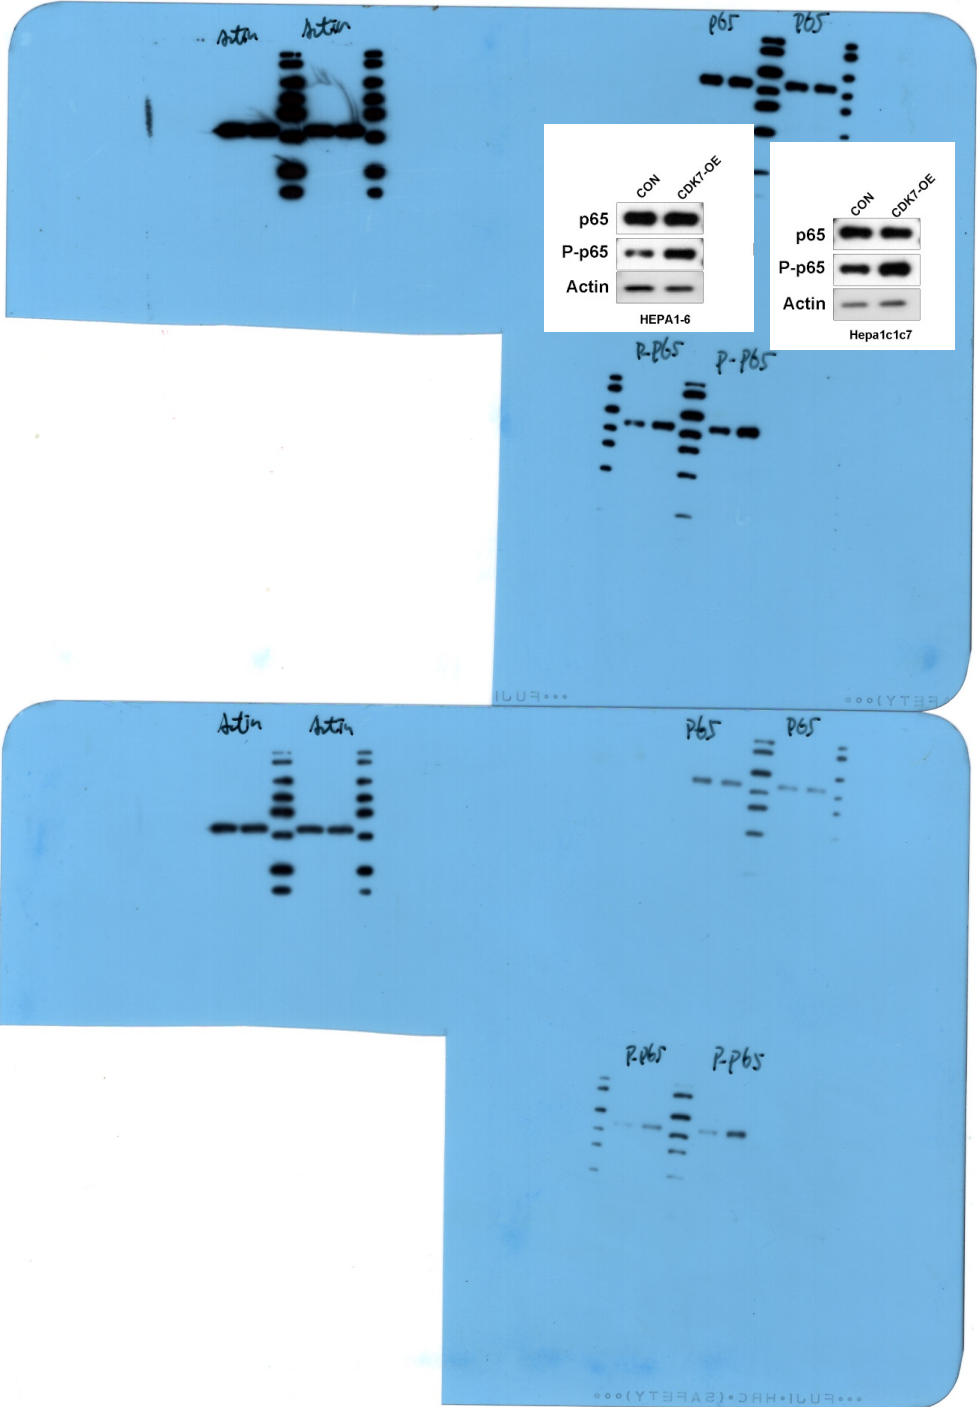 Actin Actin
P65 P65
CON CDK7-OE
p65
P-p65
Actin
HEPA1-6
CON CDK7-OE
p65
P-p65
Actin
Hepa1c1c7
P-P65 P-P65
Actin Actin
P65 P65
P-P65 P-P65